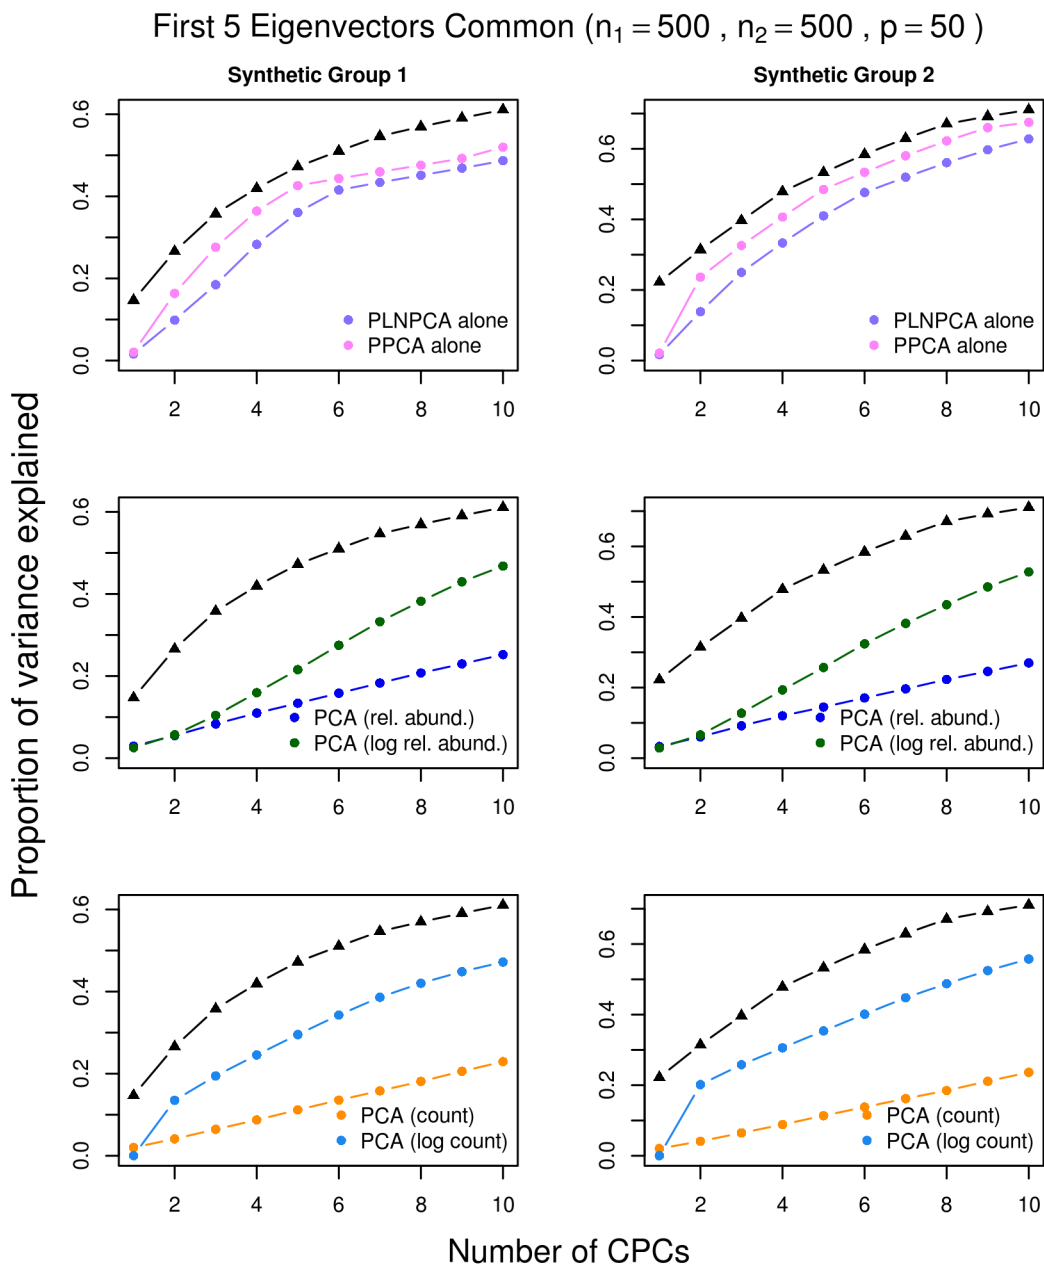 First 5 Eigenvectors Common (n₁ = 500 , n₂ = 500 , p = 50 )
Synthetic Group 1
Synthetic Group 2
Proportion of variance explained
0.6
0.4
0.2
0.0
PLNPCA alone
PPCA alone
2 4 6 8 10
0.6
0.4
0.2
0.0
PLNPCA alone
PPCA alone
2 4 6 8 10
0.6
0.4
0.2
0.0
PCA (rel. abund.)
PCA (log rel. abund.)
2 4 6 8 10
0.6
0.4
0.2
0.0
PCA (rel. abund.)
PCA (log rel. abund.)
2 4 6 8 10
0.6
0.4
0.2
0.0
PCA (count)
PCA (log count)
2 4 6 8 10
0.6
0.4
0.2
0.0
PCA (count)
PCA (log count)
2 4 6 8 10
Number of CPCs